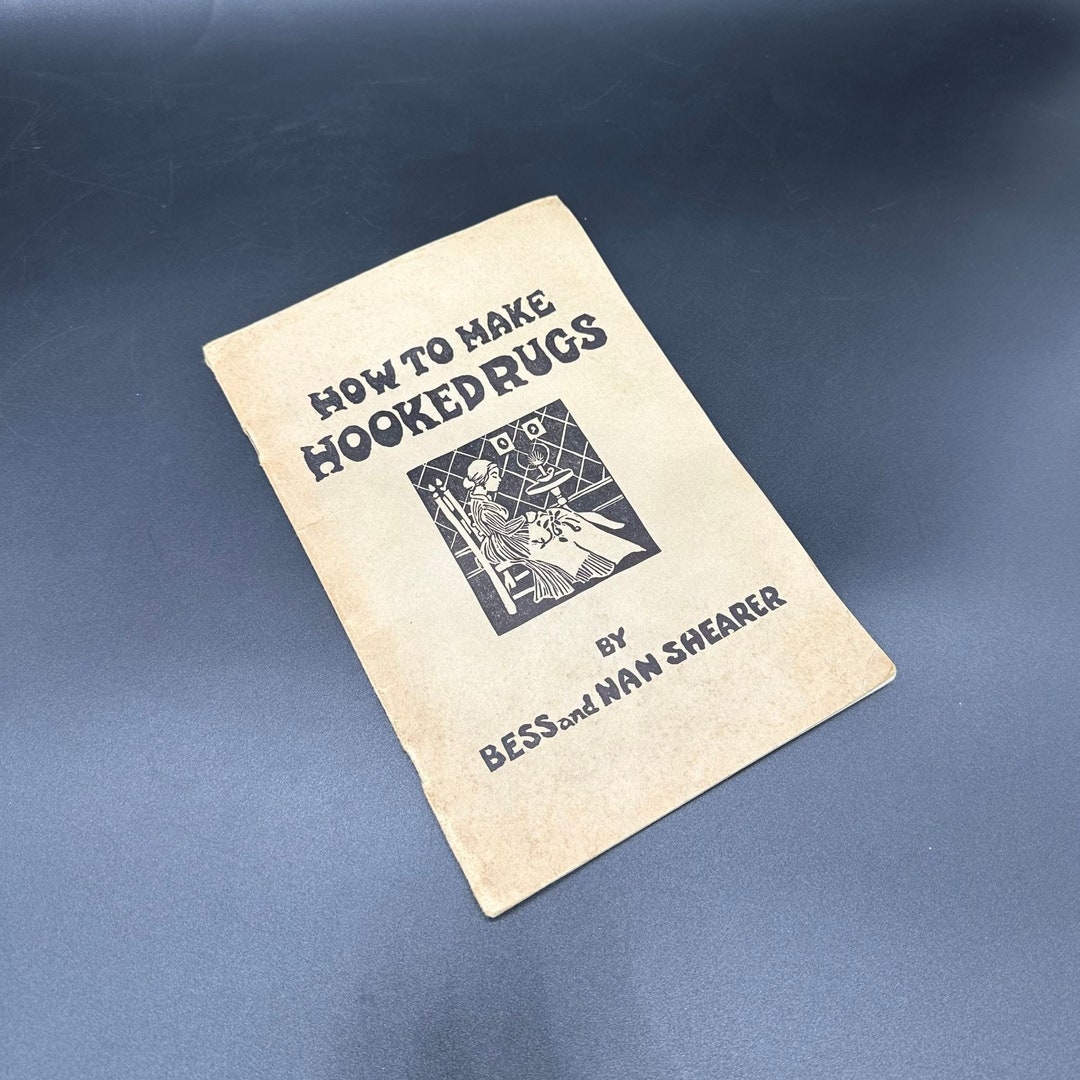 HOW TO MAKE
HOOKED RUGS
BY
BESS and NAN SHEARER